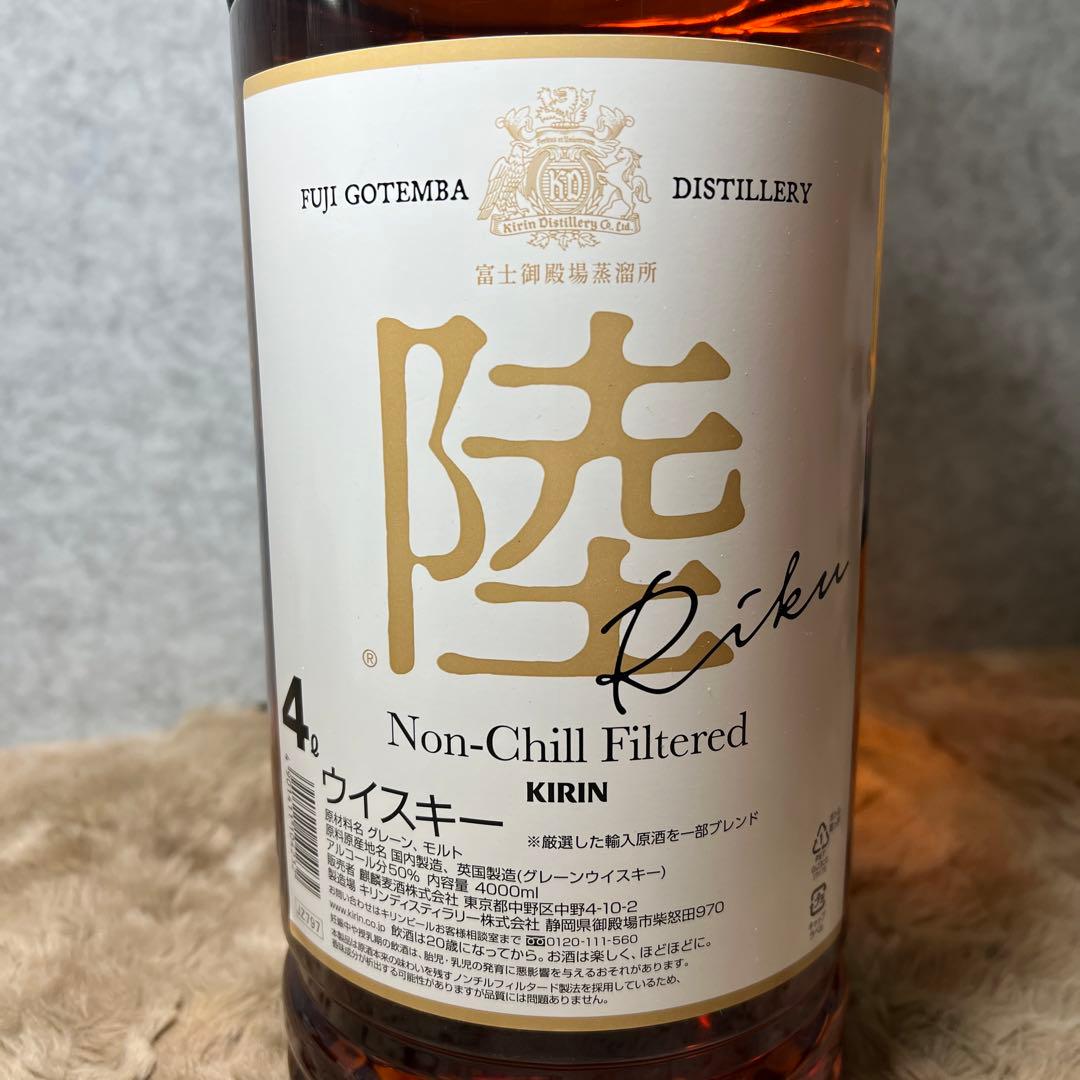 FUJI GOTEMBA DISTILLERY
KD
Kirin Distillery Co., Ltd.
富士御殿場蒸溜所
陸
Riku
®
Non-Chill Filtered
KIRIN
4ℓ
ウイスキー
※厳選した輸入原酒を一部ブレンド
原材料名 グレーン、モルト
原料原産地名 国内製造、英国製造(グレーンウイスキー)
アルコール分50% 内容量 4000ml
販売者 麒麟麦酒株式会社 東京都中野区中野4-10-2
製造場 キリンディスティラリー株式会社 静岡県御殿場市柴怒田970
お問い合わせはキリンビールお客様相談室まで 0120-111-560
www.kirin.co.jp 飲酒は20歳になってから。お酒は楽しく、ほどほどに。
妊娠中や授乳期の飲酒は、胎児・乳児の発育に悪影響を与えるおそれがあります。
本製品は原酒本来の味わいを残すノンチルフィルタード製法を採用しているため、
香味成分が析出する可能性がありますが品質には問題ありません。
JZ797